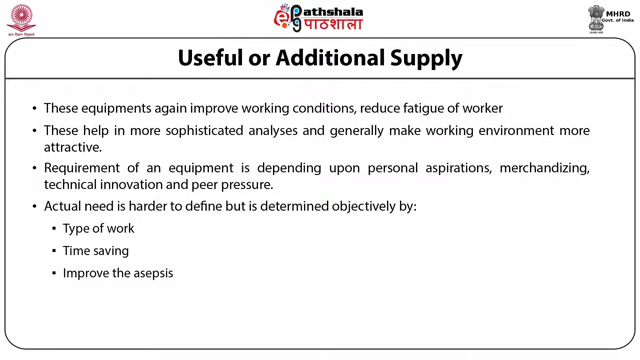 Pathshala
पाठशाला
MHRD
Govt. of India
Useful or Additional Supply
• These equipments again improve working conditions, reduce fatigue of worker
• These help in more sophisticated analyses and generally make working environment more
attractive.
• Requirement of an equipment is depending upon personal aspirations, merchandizing,
technical innovation and peer pressure.
• Actual need is harder to define but is determined objectively by:
▪ Type of work
▪ Time saving
▪ Improve the asepsis